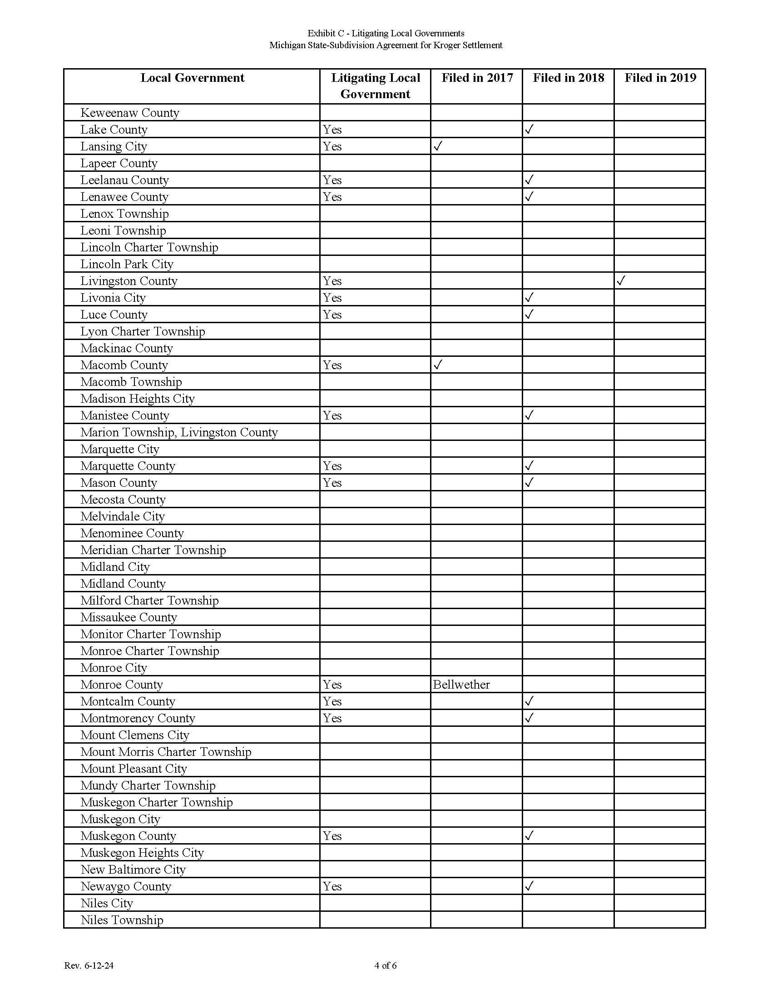 Exhibit C - Litigating Local Governments
Michigan State-Subdivision Agreement for Kroger Settlement
Local Government Litigating Local Government Filed in 2017 Filed in 2018 Filed in 2019
Keweenaw County
Lake County Yes ✓
Lansing City Yes ✓
Lapeer County
Leelanau County Yes ✓
Lenawee County Yes ✓
Lenox Township
Leoni Township
Lincoln Charter Township
Lincoln Park City
Livingston County Yes ✓
Livonia City Yes ✓
Luce County Yes ✓
Lyon Charter Township
Mackinac County
Macomb County Yes ✓
Macomb Township
Madison Heights City
Manistee County Yes ✓
Marion Township, Livingston County
Marquette City
Marquette County Yes ✓
Mason County Yes ✓
Mecosta County
Melvindale City
Menominee County
Meridian Charter Township
Midland City
Midland County
Milford Charter Township
Missaukee County
Monitor Charter Township
Monroe Charter Township
Monroe City
Monroe County Yes Bellwether
Montcalm County Yes ✓
Montmorency County Yes ✓
Mount Clemens City
Mount Morris Charter Township
Mount Pleasant City
Mundy Charter Township
Muskegon Charter Township
Muskegon City
Muskegon County Yes ✓
Muskegon Heights City
New Baltimore City
Newaygo County Yes ✓
Niles City
Niles Township
Rev. 6-12-24 4 of 6